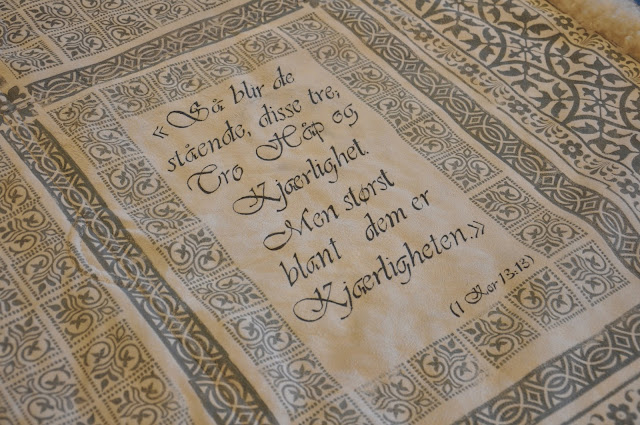 «Så blir de
stående, disse tre,
Tro Håp og
Kjærlighet.
Men størst
blant dem er
Kjærligheten.»
(1 Kor 13:13)